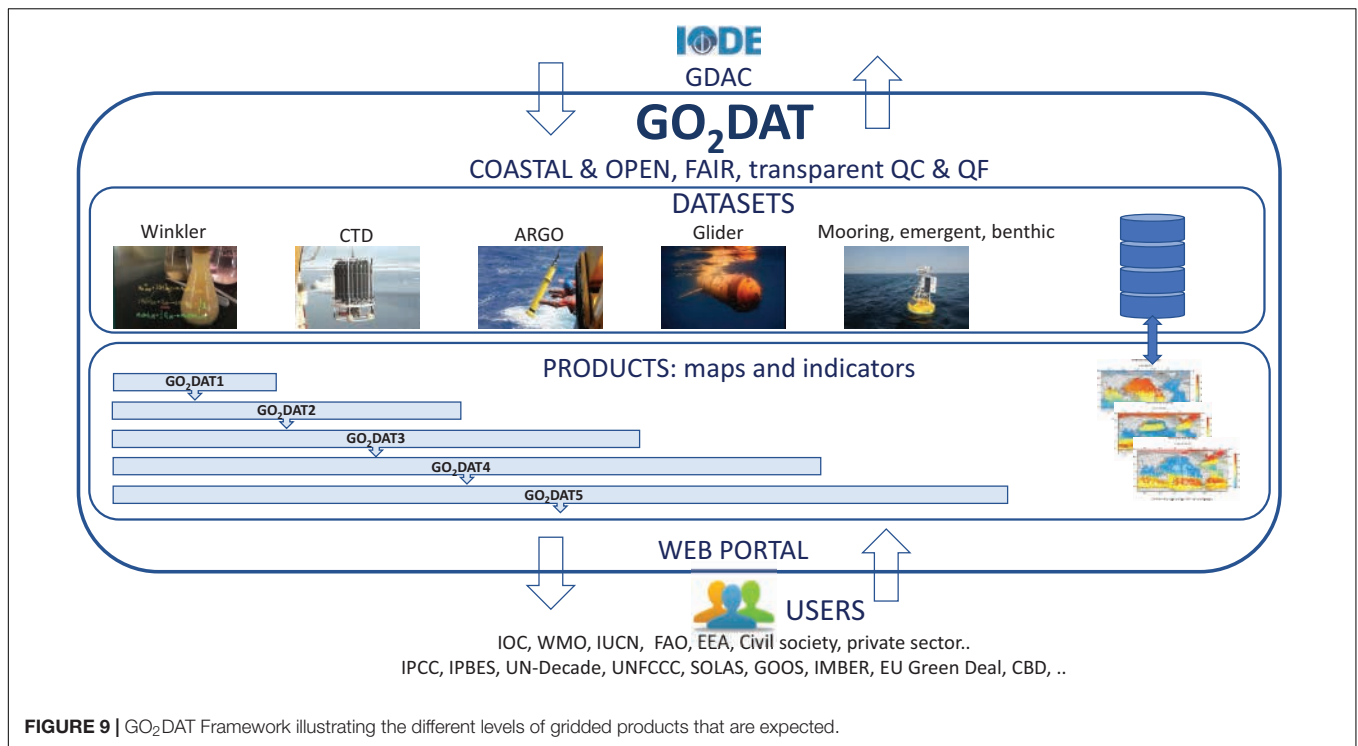 IODE
GDAC
GO₂DAT
COASTAL & OPEN, FAIR, transparent QC & QF
DATASETS
Winkler
CTD
ARGO
Glider
Mooring, emergent, benthic
PRODUCTS: maps and indicators
GO₂DAT1
GO₂DAT2
GO₂DAT3
GO₂DAT4
GO₂DAT5
WEB PORTAL
USERS
IOC, WMO, IUCN, FAO, EEA, Civil society, private sector..
IPCC, IPBES, UN-Decade, UNFCCC, SOLAS, GOOS, IMBER, EU Green Deal, CBD, ..
FIGURE 9 | GO₂DAT Framework illustrating the different levels of gridded products that are expected.